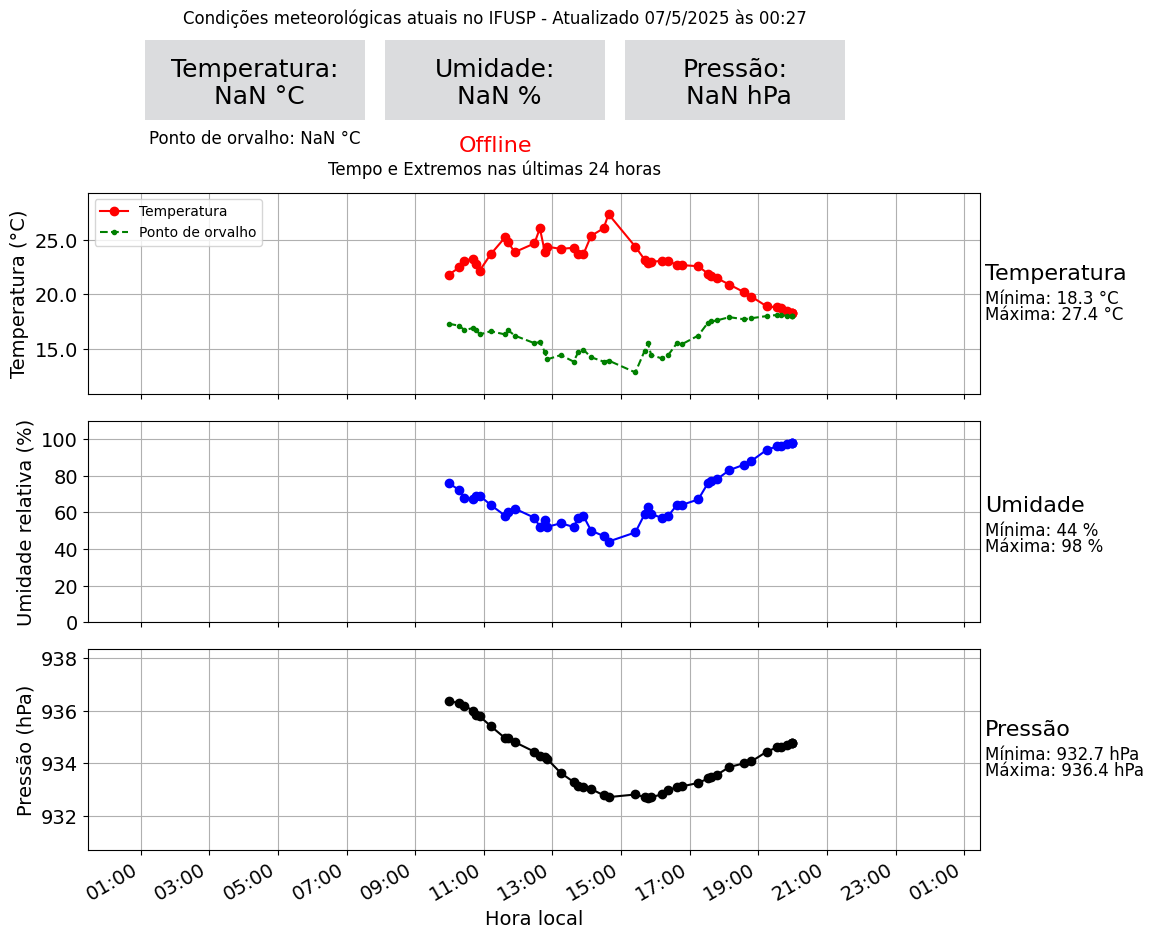 Condições meteorológicas atuais no IFUSP - Atualizado 07/5/2025 às 00:27
Temperatura:
NaN °C
Umidade:
NaN %
Pressão:
NaN hPa
Ponto de orvalho: NaN °C
Offline
Tempo e Extremos nas últimas 24 horas
Temperatura (°C)
25.0
20.0
15.0
Temperatura
Ponto de orvalho
Temperatura
Mínima: 18.3 °C
Máxima: 27.4 °C
Umidade relativa (%)
100
80
60
40
20
0
Umidade
Mínima: 44 %
Máxima: 98 %
Pressão (hPa)
938
936
934
932
Pressão
Mínima: 932.7 hPa
Máxima: 936.4 hPa
01:00
03:00
05:00
07:00
09:00
11:00
13:00
15:00
17:00
19:00
21:00
23:00
01:00
Hora local